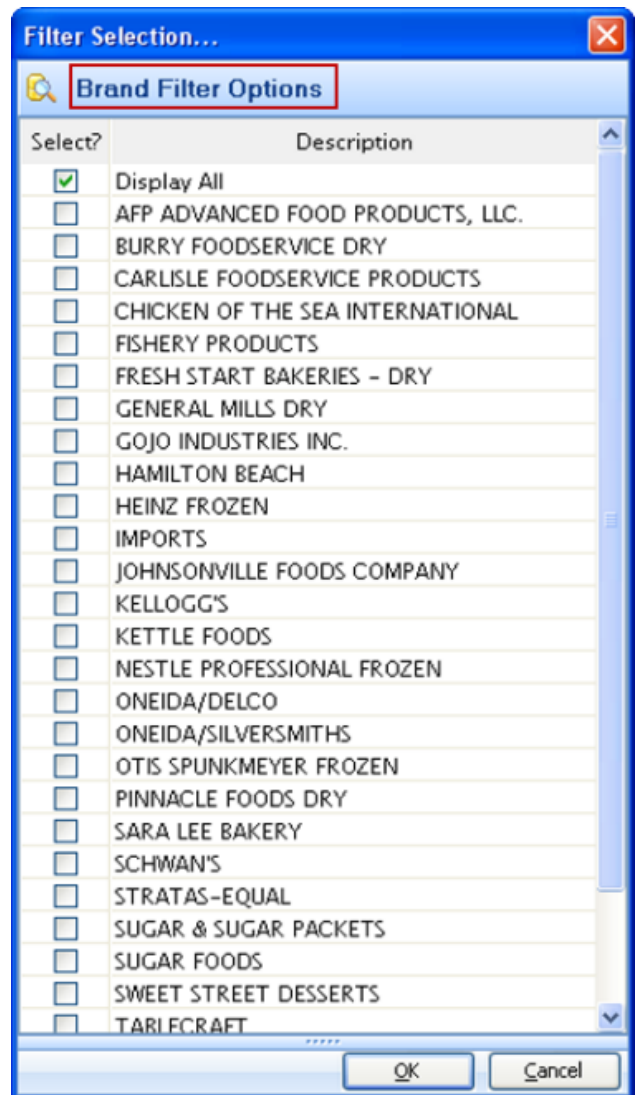 Filter Selection...
Brand Filter Options
Select? Description
Display All
AFP ADVANCED FOOD PRODUCTS, LLC.
BURRY FOODSERVICE DRY
CARLISLE FOODSERVICE PRODUCTS
CHICKEN OF THE SEA INTERNATIONAL
FISHERY PRODUCTS
FRESH START BAKERIES - DRY
GENERAL MILLS DRY
GOJO INDUSTRIES INC.
HAMILTON BEACH
HEINZ FROZEN
IMPORTS
JOHNSONVILLE FOODS COMPANY
KELLOGG'S
KETTLE FOODS
NESTLE PROFESSIONAL FROZEN
ONEIDA/DELCO
ONEIDA/SILVERSMITHS
OTIS SPUNKMEYER FROZEN
PINNACLE FOODS DRY
SARA LEE BAKERY
SCHWAN'S
STRATAS-EQUAL
SUGAR & SUGAR PACKETS
SUGAR FOODS
SWEET STREET DESSERTS
TABLECRAFT
OK Cancel